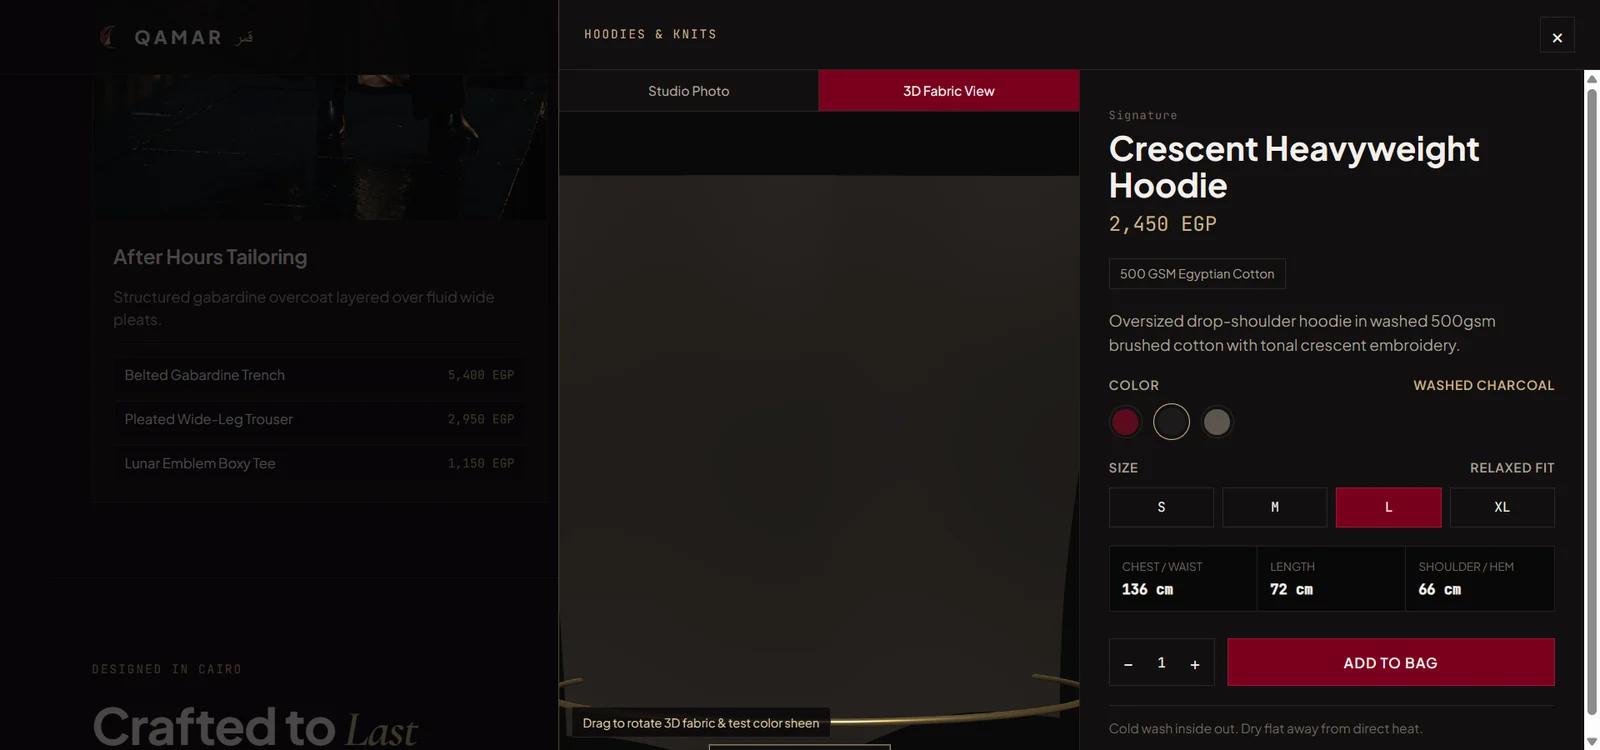 QAMAR قمر
After Hours Tailoring
Structured gabardine overcoat layered over fluid wide
pleats.
Belted Gabardine Trench 5,400 EGP
Pleated Wide-Leg Trouser 2,950 EGP
Lunar Emblem Boxy Tee 1,150 EGP
DESIGNED IN CAIRO
Crafted to Last
HOODIES & KNITS
×
Studio Photo
3D Fabric View
Drag to rotate 3D fabric & test color sheen
Signature
Crescent Heavyweight
Hoodie
2,450 EGP
500 GSM Egyptian Cotton
Oversized drop-shoulder hoodie in washed 500gsm
brushed cotton with tonal crescent embroidery.
COLOR WASHED CHARCOAL
SIZE RELAXED FIT
S M L XL
CHEST / WAIST LENGTH SHOULDER / HEM
136 cm 72 cm 66 cm
− 1 + ADD TO BAG
Cold wash inside out. Dry flat away from direct heat.